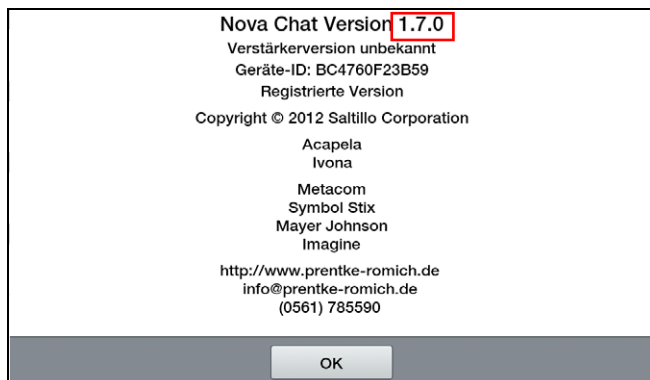 Nova Chat Version 1.7.0
Verstärkerversion unbekannt
Geräte-ID: BC4760F23B59
Registrierte Version
Copyright © 2012 Saltillo Corporation
Acapela
Ivona
Metacom
Symbol Stix
Mayer Johnson
Imagine
http://www.prentke-romich.de
info@prentke-romich.de
(0561) 785590
OK